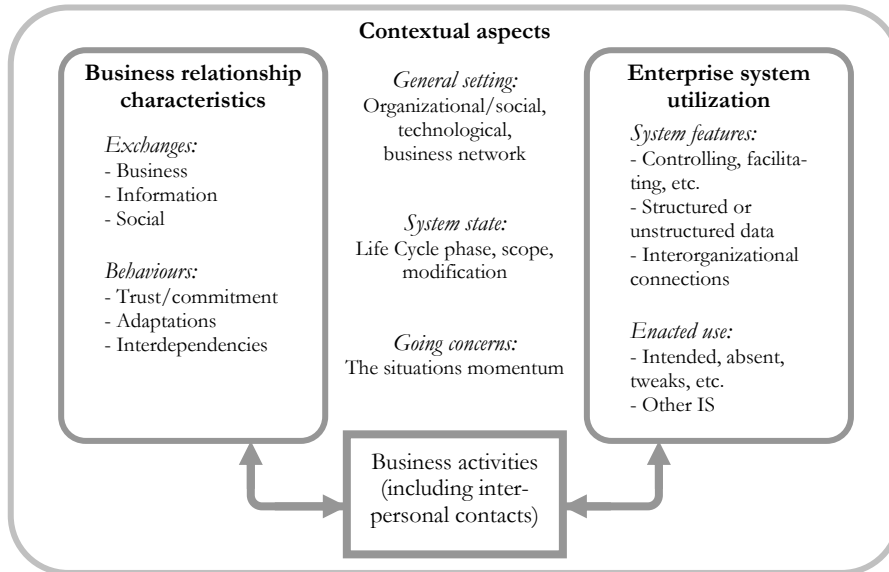 Contextual aspects
Business relationship
characteristics
Exchanges:
- Business
- Information
- Social
Behaviours:
- Trust/commitment
- Adaptations
- Interdependencies
General setting:
Organizational/social,
technological,
business network
System state:
Life Cycle phase, scope,
modification
Going concerns:
The situations momentum
Enterprise system
utilization
System features:
- Controlling, facilita-
ting, etc.
- Structured or
unstructured data
- Interorganizational
connections
Enacted use:
- Intended, absent,
tweaks, etc.
- Other IS
Business activities
(including inter-
personal contacts)